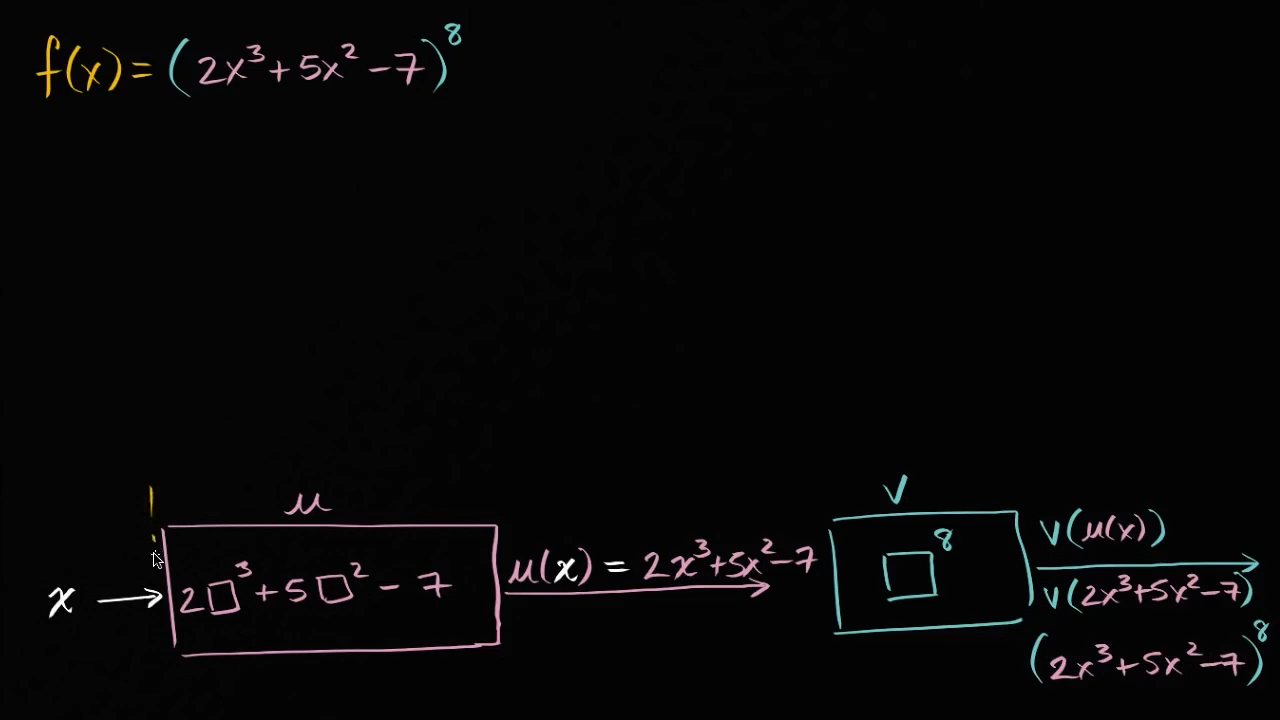 f(x) = (2x³+5x²-7)⁸
μ
V
x → 2□³+5□²-7
μ(x) = 2x³+5x²-7
□⁸
V(μ(x))
V(2x³+5x²-7)
(2x³+5x²-7)⁸